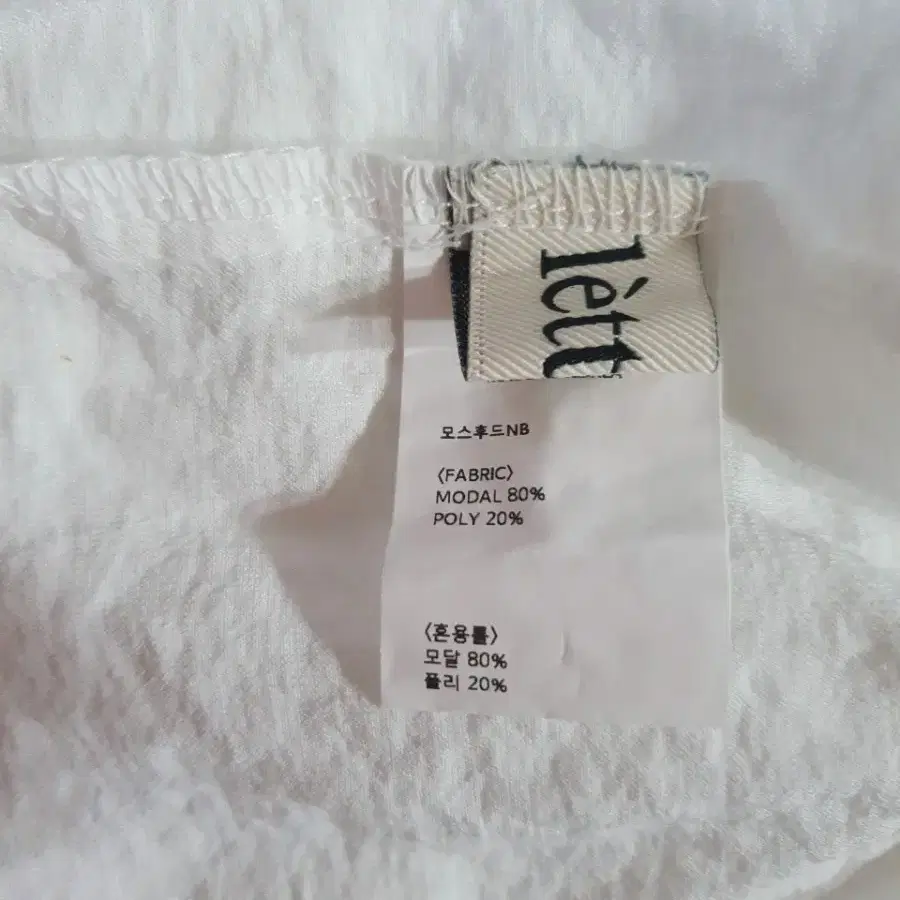 lètt
모스후드NB
〈FABRIC〉
MODAL 80%
POLY 20%
〈혼용률〉
모달 80%
폴리 20%